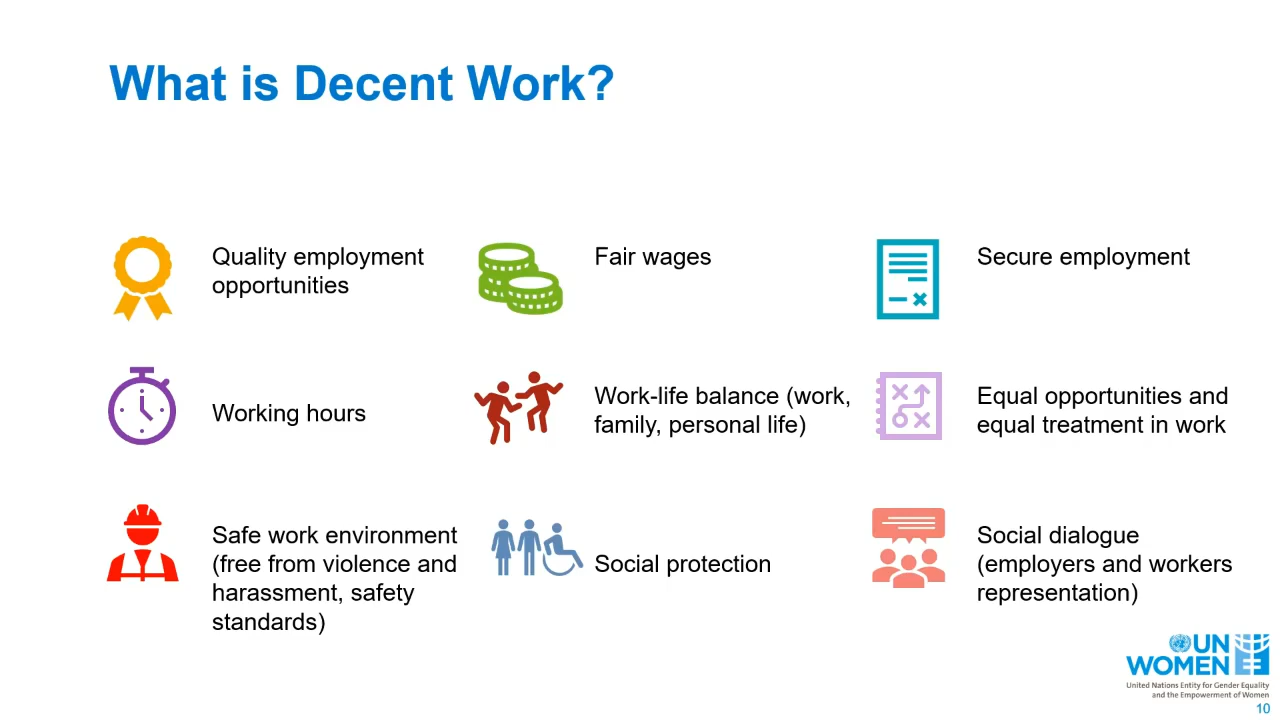 What is Decent Work?
Quality employment
opportunities
Fair wages
Secure employment
Working hours
Work-life balance (work,
family, personal life)
Equal opportunities and
equal treatment in work
Safe work environment
(free from violence and
harassment, safety
standards)
Social protection
Social dialogue
(employers and workers
representation)
UN
WOMEN
United Nations Entity for Gender Equality
and the Empowerment of Women
10